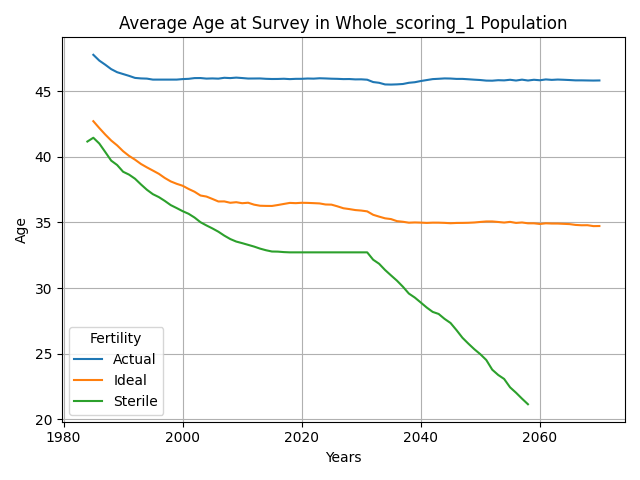 Average Age at Survey in Whole_scoring_1 Population
45
40
35
30
25
20
Age
Fertility
Actual
Ideal
Sterile
1980
2000
2020
2040
2060
Years